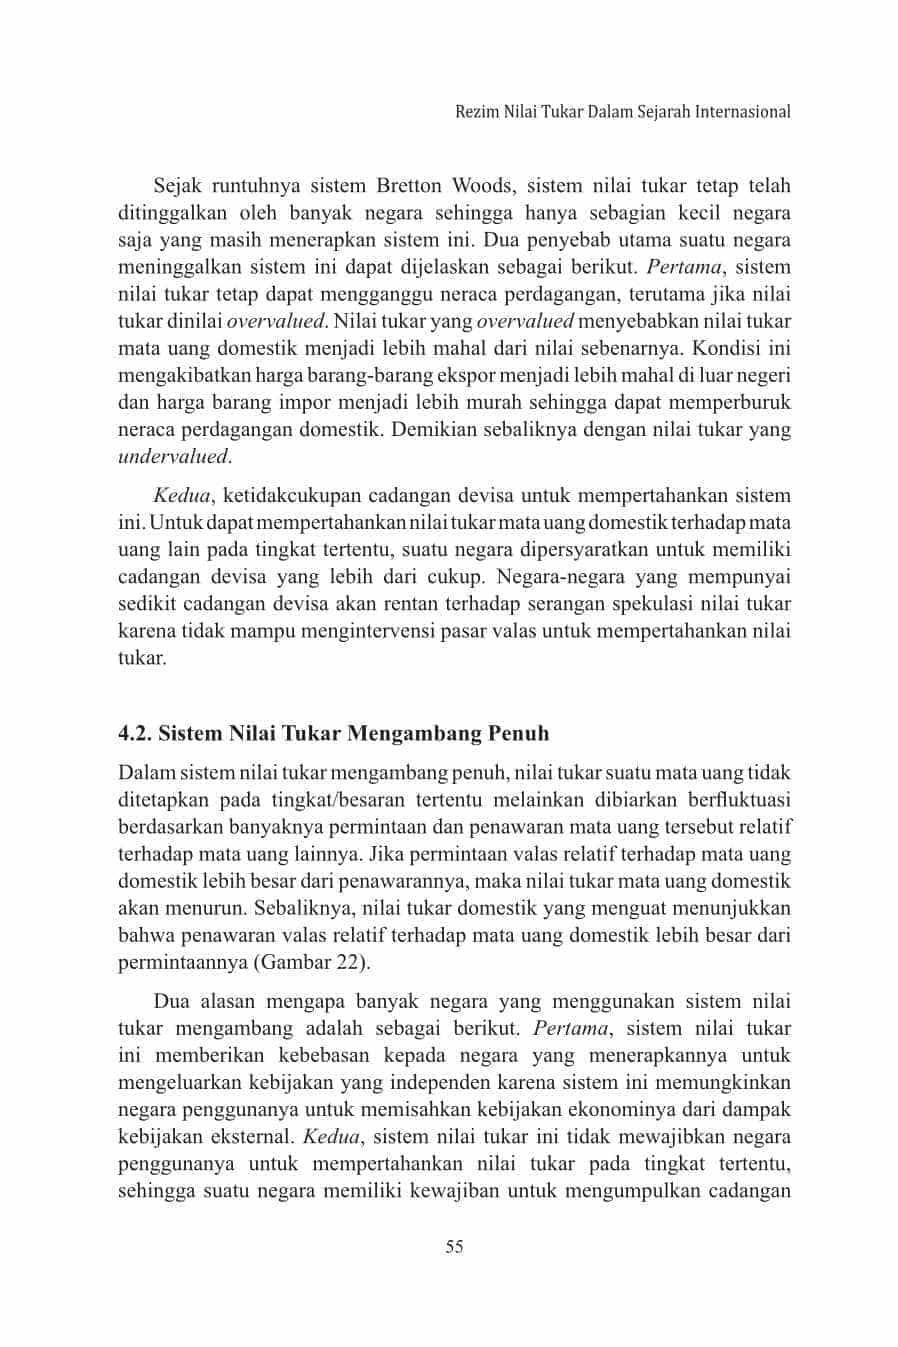 Rezim Nilai Tukar Dalam Sejarah Internasional
Sejak runtuhnya sistem Bretton Woods, sistem nilai tukar tetap telah
ditinggalkan oleh banyak negara sehingga hanya sebagian kecil negara
saja yang masih menerapkan sistem ini. Dua penyebab utama suatu negara
meninggalkan sistem ini dapat dijelaskan sebagai berikut. Pertama, sistem
nilai tukar tetap dapat mengganggu neraca perdagangan, terutama jika nilai
tukar dinilai overvalued. Nilai tukar yang overvalued menyebabkan nilai tukar
mata uang domestik menjadi lebih mahal dari nilai sebenarnya. Kondisi ini
mengakibatkan harga barang-barang ekspor menjadi lebih mahal di luar negeri
dan harga barang impor menjadi lebih murah sehingga dapat memperburuk
neraca perdagangan domestik. Demikian sebaliknya dengan nilai tukar yang
undervalued.
Kedua, ketidakcukupan cadangan devisa untuk mempertahankan sistem
ini. Untuk dapat mempertahankan nilai tukar mata uang domestik terhadap mata
uang lain pada tingkat tertentu, suatu negara dipersyaratkan untuk memiliki
cadangan devisa yang lebih dari cukup. Negara-negara yang mempunyai
sedikit cadangan devisa akan rentan terhadap serangan spekulasi nilai tukar
karena tidak mampu mengintervensi pasar valas untuk mempertahankan nilai
tukar.
4.2. Sistem Nilai Tukar Mengambang Penuh
Dalam sistem nilai tukar mengambang penuh, nilai tukar suatu mata uang tidak
ditetapkan pada tingkat/besaran tertentu melainkan dibiarkan berfluktuasi
berdasarkan banyaknya permintaan dan penawaran mata uang tersebut relatif
terhadap mata uang lainnya. Jika permintaan valas relatif terhadap mata uang
domestik lebih besar dari penawarannya, maka nilai tukar mata uang domestik
akan menurun. Sebaliknya, nilai tukar domestik yang menguat menunjukkan
bahwa penawaran valas relatif terhadap mata uang domestik lebih besar dari
permintaannya (Gambar 22).
Dua alasan mengapa banyak negara yang menggunakan sistem nilai
tukar mengambang adalah sebagai berikut. Pertama, sistem nilai tukar
ini memberikan kebebasan kepada negara yang menerapkannya untuk
mengeluarkan kebijakan yang independen karena sistem ini memungkinkan
negara penggunanya untuk memisahkan kebijakan ekonominya dari dampak
kebijakan eksternal. Kedua, sistem nilai tukar ini tidak mewajibkan negara
penggunanya untuk mempertahankan nilai tukar pada tingkat tertentu,
sehingga suatu negara memiliki kewajiban untuk mengumpulkan cadangan
55